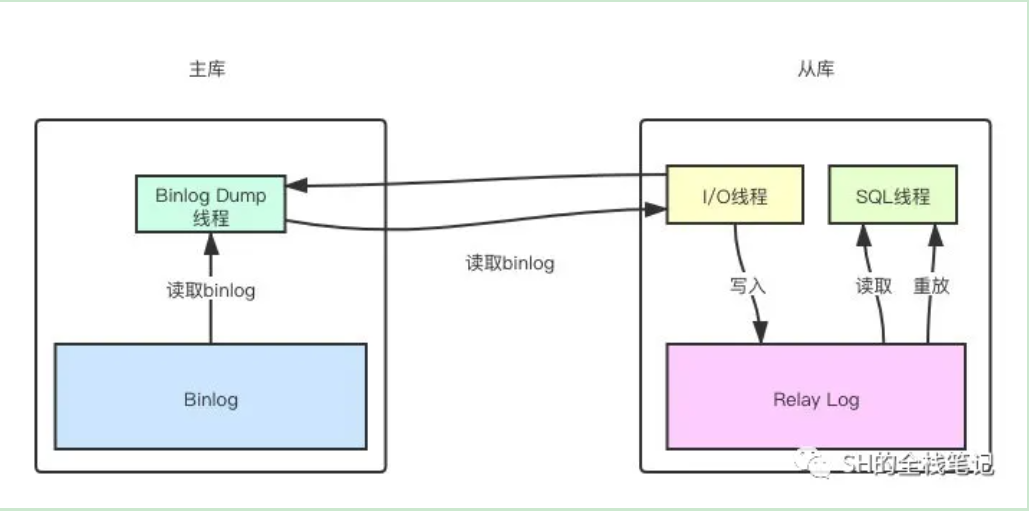 主库
从库
Binlog Dump
线程
I/O线程
SQL线程
读取binlog
读取binlog
写入
读取
重放
Binlog
Relay Log
SH的全栈笔记